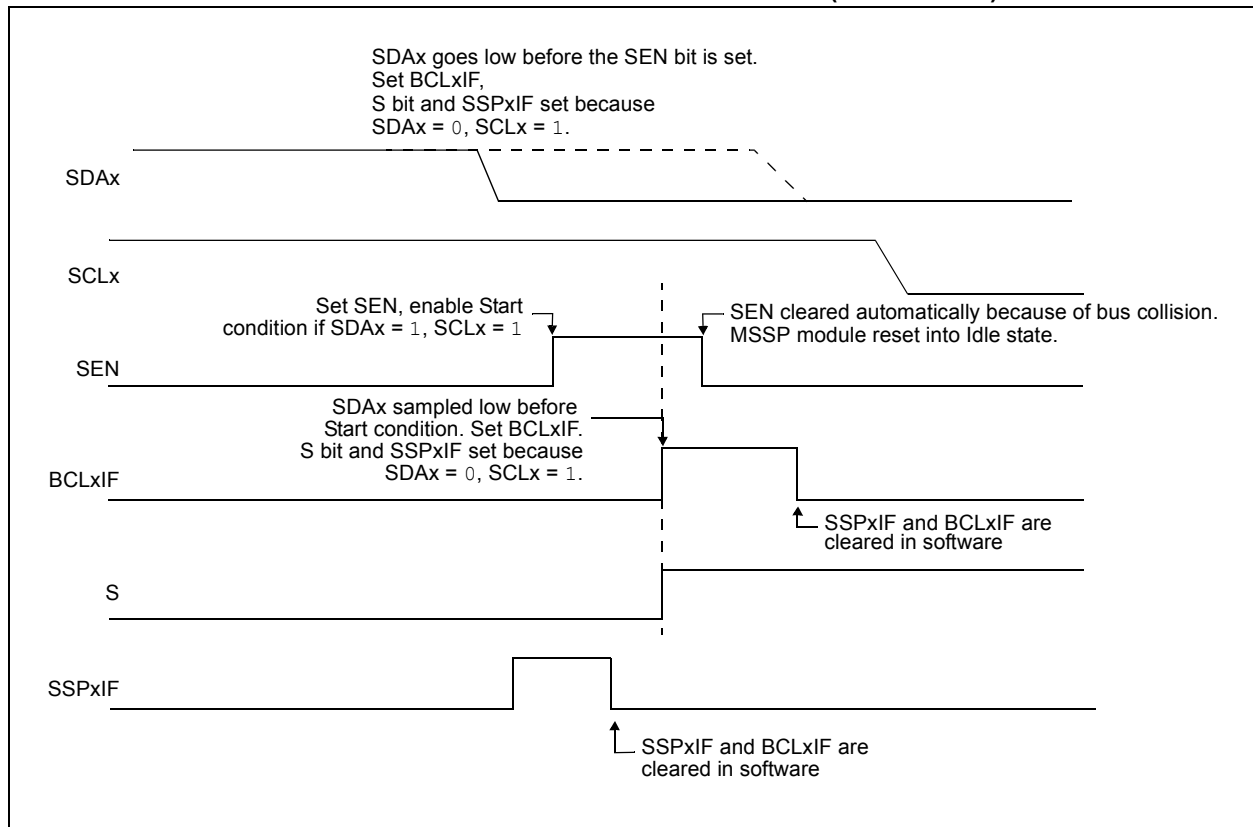 SDAx goes low before the SEN bit is set.
Set BCLxIF,
S bit and SSPxIF set because
SDAx = 0, SCLx = 1.
SDAx
SCLx
Set SEN, enable Start
condition if SDAx = 1, SCLx = 1
SEN cleared automatically because of bus collision.
MSSP module reset into Idle state.
SEN
SDAx sampled low before
Start condition. Set BCLxIF.
S bit and SSPxIF set because
SDAx = 0, SCLx = 1.
BCLxIF
SSPxIF and BCLxIF are
cleared in software
S
SSPxIF
SSPxIF and BCLxIF are
cleared in software